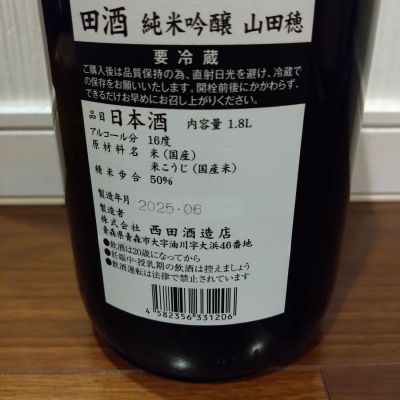 田酒 純米吟醸 山田穂
要冷蔵
ご購入後は品質保持の為、直射日光を避け、冷蔵で
の保存をお願いいたします。開栓前後にかかわらず、
できるだけお早めにお召し上がりください。
品目 日本酒 内容量 1.8L
アルコール分 16度
原材料名 米(国産)
米こうじ(国産米)
精米歩合 50%
製造年月 2025.06
製造者
株式会社 西田酒造店
青森県青森市大字油川字大浜46番地
●飲酒は20歳になってから
●妊娠中・授乳期の飲酒は控えましょう
●飲酒運転は法律で禁止されています
4 582356 331206